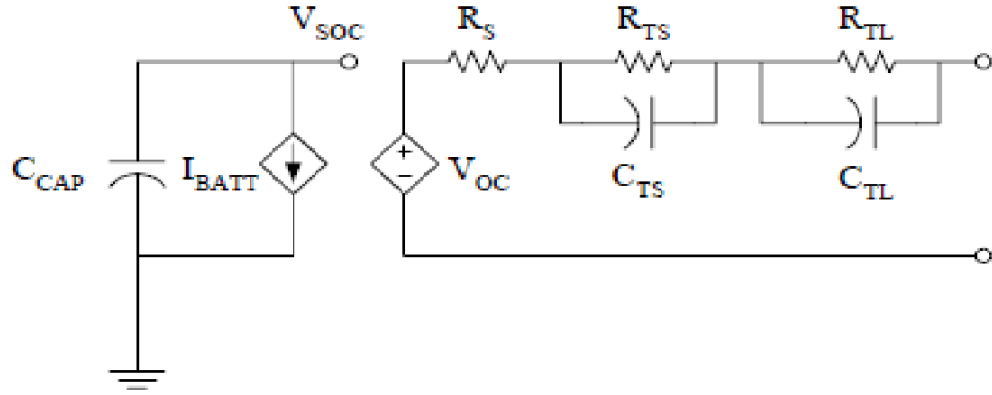 V_SOC R_S R_TS R_TL
C_CAP I_BATT + − V_OC C_TS C_TL